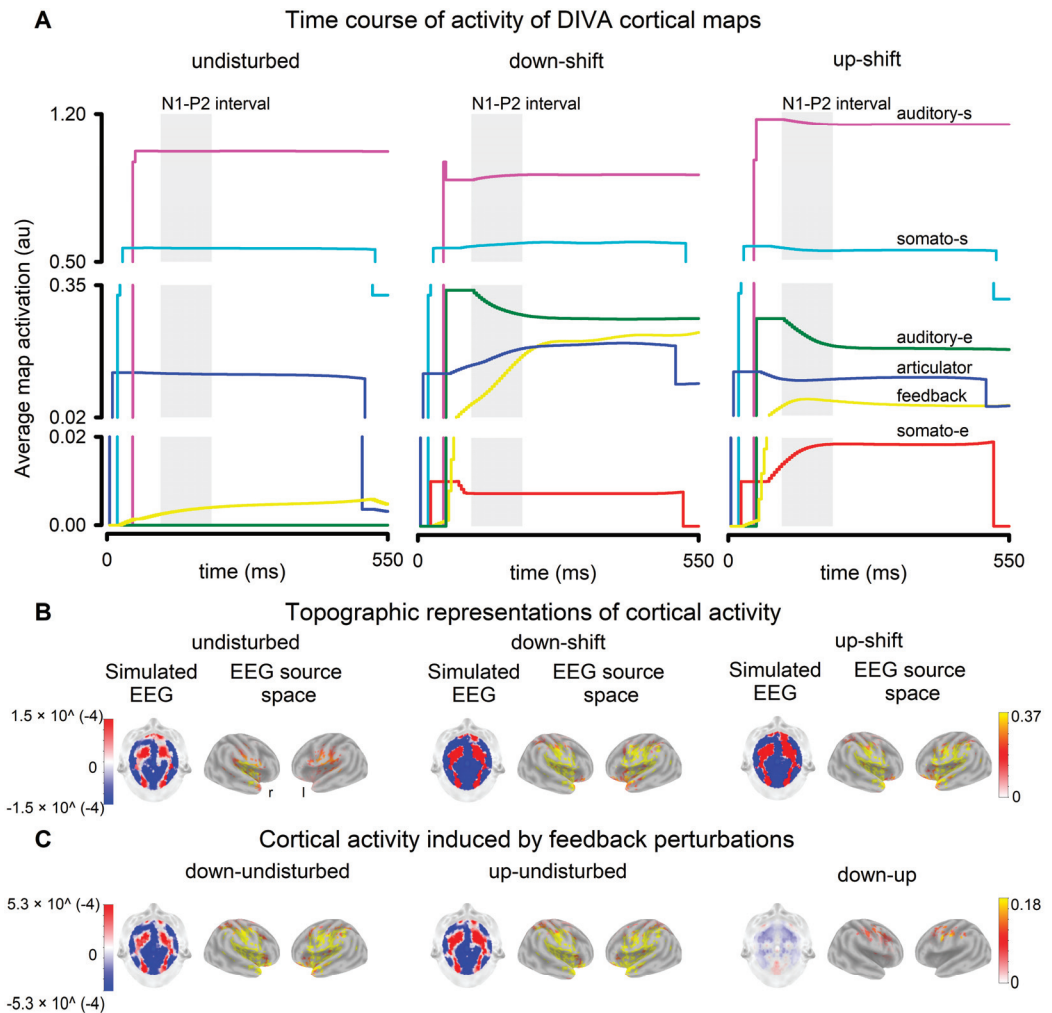 A Time course of activity of DIVA cortical maps
undisturbed down-shift up-shift
N1-P2 interval N1-P2 interval N1-P2 interval
Average map activation (au)
1.20
0.50
0.35
0.02
0.02
0.00
auditory-s
somato-s
auditory-e
articulator
feedback
somato-e
0 550 0 550 0 550
time (ms) time (ms) time (ms)
B Topographic representations of cortical activity
undisturbed down-shift up-shift
Simulated EEG source Simulated EEG source Simulated EEG source
EEG space EEG space EEG space
1.5 × 10^ (-4)
0
-1.5 × 10^ (-4)
r l
0.37
0
C Cortical activity induced by feedback perturbations
down-undisturbed up-undisturbed down-up
5.3 × 10^ (-4)
0
-5.3 × 10^ (-4)
0.18
0